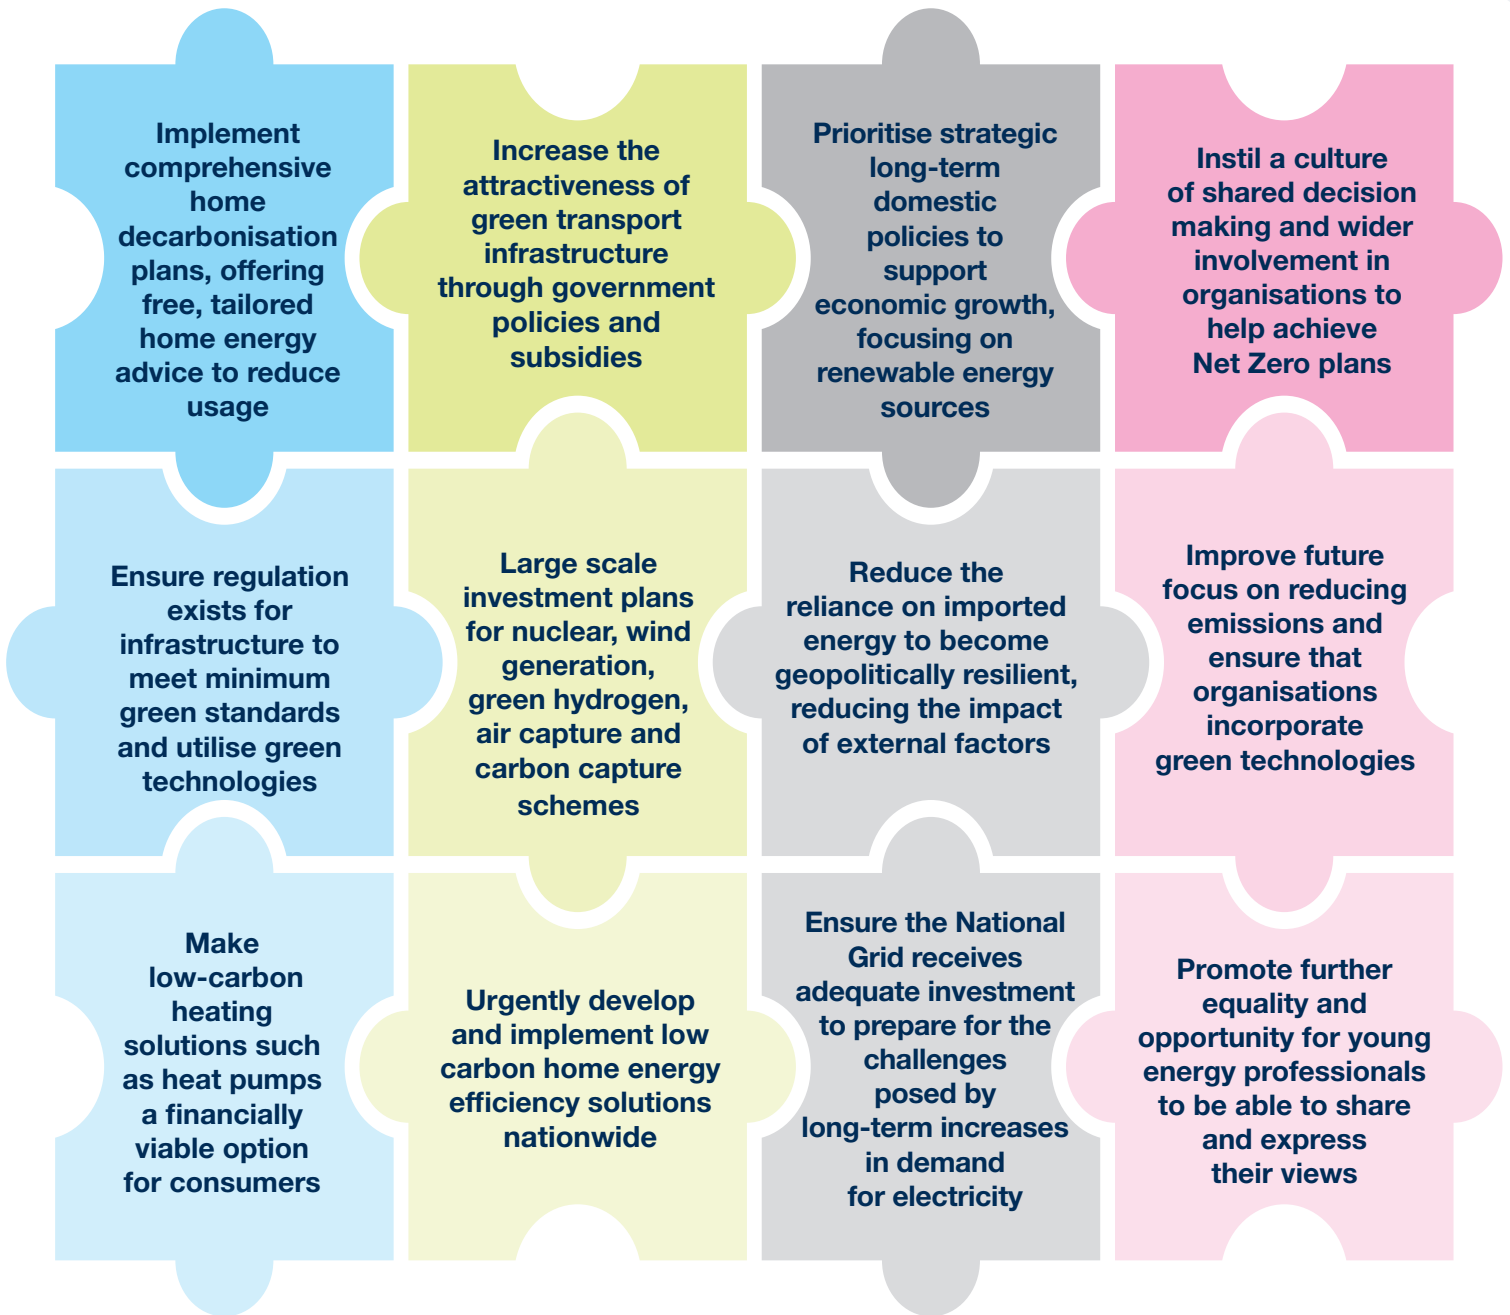 Implement
comprehensive
home
decarbonisation
plans, offering
free, tailored
home energy
advice to reduce
usage
Increase the
attractiveness of
green transport
infrastructure
through government
policies and
subsidies
Prioritise strategic
long-term
domestic
policies to
support
economic growth,
focusing on
renewable energy
sources
Instil a culture
of shared decision
making and wider
involvement in
organisations to
help achieve
Net Zero plans
Ensure regulation
exists for
infrastructure to
meet minimum
green standards
and utilise green
technologies
Large scale
investment plans
for nuclear, wind
generation,
green hydrogen,
air capture and
carbon capture
schemes
Reduce the
reliance on imported
energy to become
geopolitically resilient,
reducing the impact
of external factors
Improve future
focus on reducing
emissions and
ensure that
organisations
incorporate
green technologies
Make
low-carbon
heating
solutions such
as heat pumps
a financially
viable option
for consumers
Urgently develop
and implement low
carbon home energy
efficiency solutions
nationwide
Ensure the National
Grid receives
adequate investment
to prepare for the
challenges
posed by
long-term increases
in demand
for electricity
Promote further
equality and
opportunity for young
energy professionals
to be able to share
and express
their views